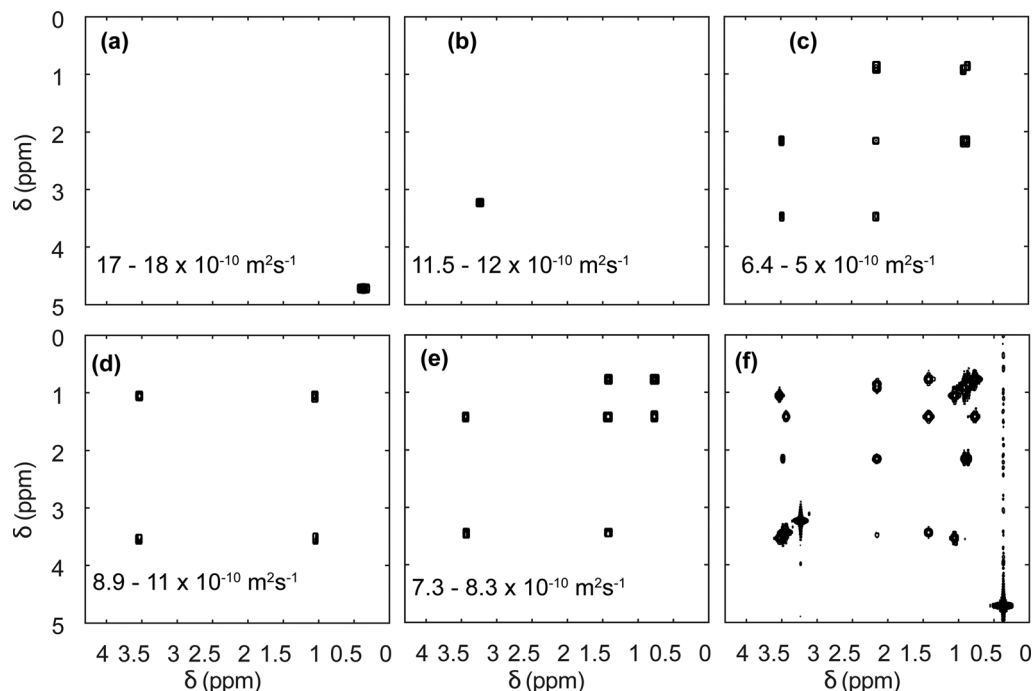 0
(a)
(b)
(c)
1
2
3
4
5
δ (ppm)
17 - 18 x 10⁻¹⁰ m²s⁻¹
11.5 - 12 x 10⁻¹⁰ m²s⁻¹
6.4 - 5 x 10⁻¹⁰ m²s⁻¹
0
(d)
(e)
(f)
1
2
3
4
5
δ (ppm)
8.9 - 11 x 10⁻¹⁰ m²s⁻¹
7.3 - 8.3 x 10⁻¹⁰ m²s⁻¹
4 3.5 3 2.5 2 1.5 1 0.5 0
4 3.5 3 2.5 2 1.5 1 0.5 0
4 3.5 3 2.5 2 1.5 1 0.5 0
δ (ppm)
δ (ppm)
δ (ppm)